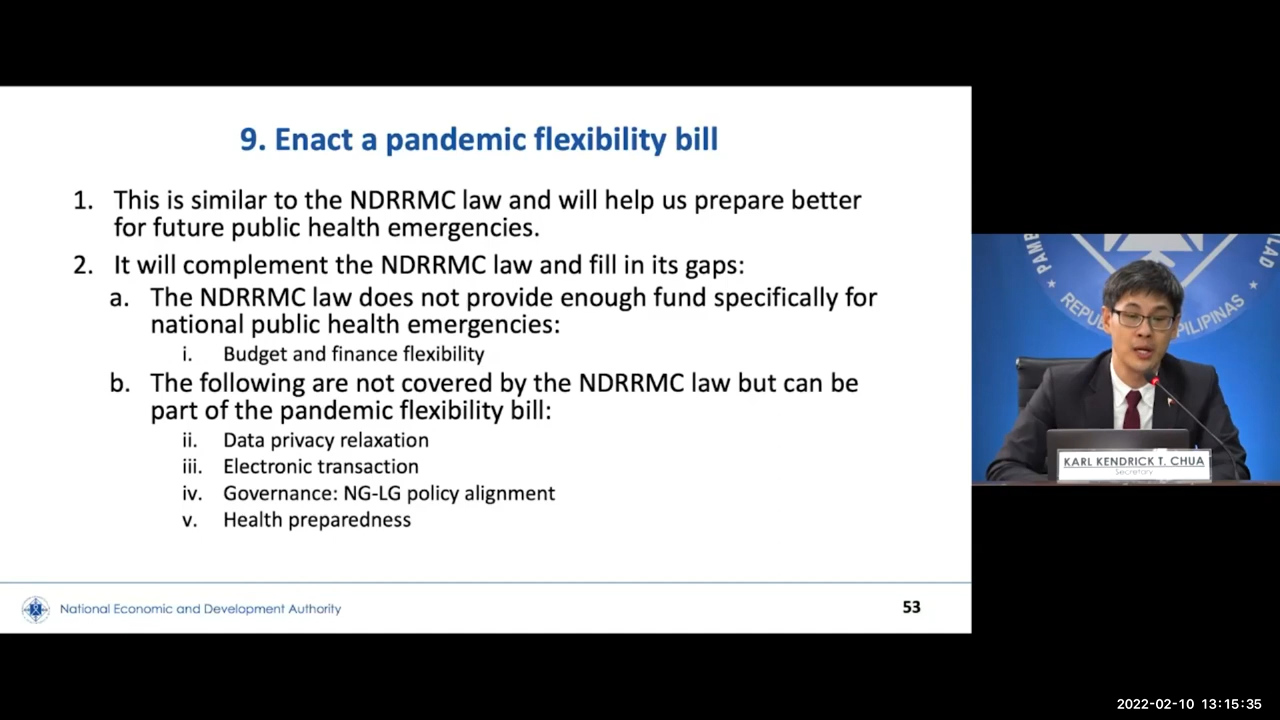 9. Enact a pandemic flexibility bill
1. This is similar to the NDRRMC law and will help us prepare better
for future public health emergencies.
2. It will complement the NDRRMC law and fill in its gaps:
a. The NDRRMC law does not provide enough fund specifically for
national public health emergencies:
i. Budget and finance flexibility
b. The following are not covered by the NDRRMC law but can be
part of the pandemic flexibility bill:
ii. Data privacy relaxation
iii. Electronic transaction
iv. Governance: NG-LG policy alignment
v. Health preparedness
National Economic and Development Authority
53
KARL KENDRICK T. CHUA
Secretary
2022-02-10 13:15:35